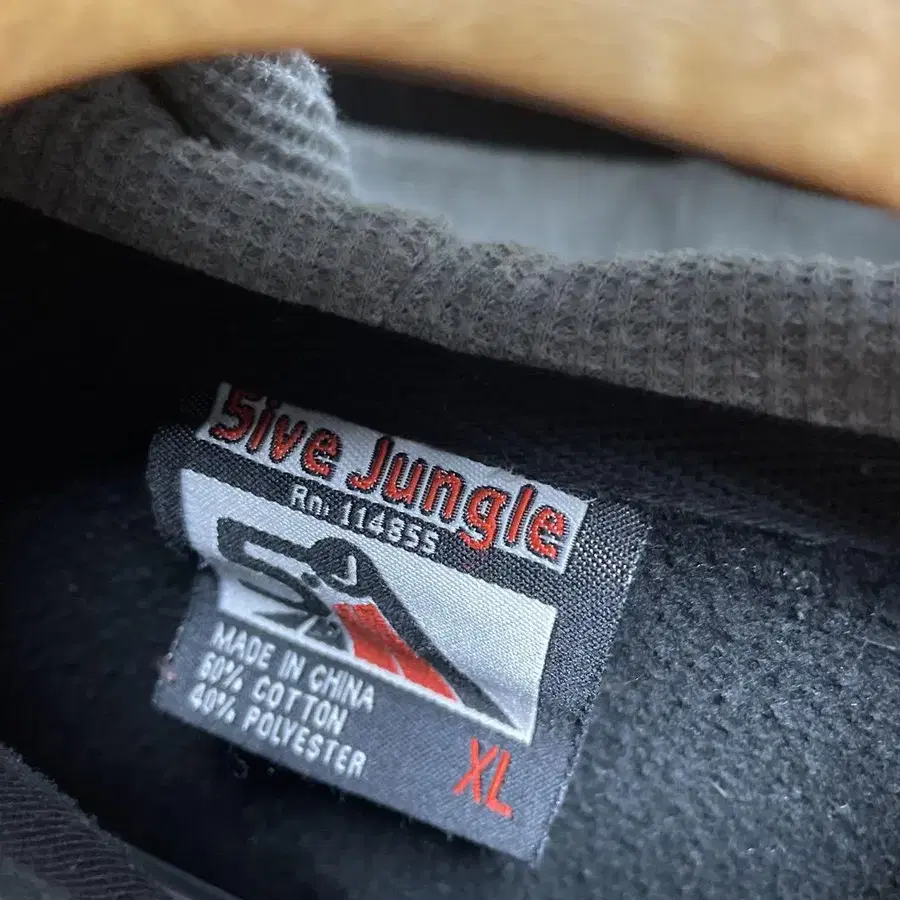 5ive Jungle
Rn: 114855
MADE IN CHINA
60% COTTON
40% POLYESTER
XL